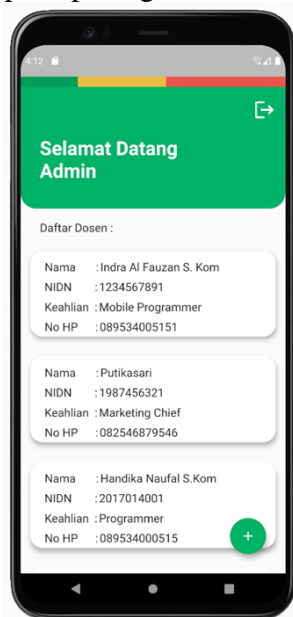 4:12
Selamat Datang
Admin
Daftar Dosen :
Nama : Indra Al Fauzan S. Kom
NIDN : 1234567891
Keahlian : Mobile Programmer
No HP : 089534005151
Nama : Putikasari
NIDN : 1987456321
Keahlian : Marketing Chief
No HP : 082546879546
Nama : Handika Naufal S.Kom
NIDN : 2017014001
Keahlian : Programmer
No HP : 089534000515
+